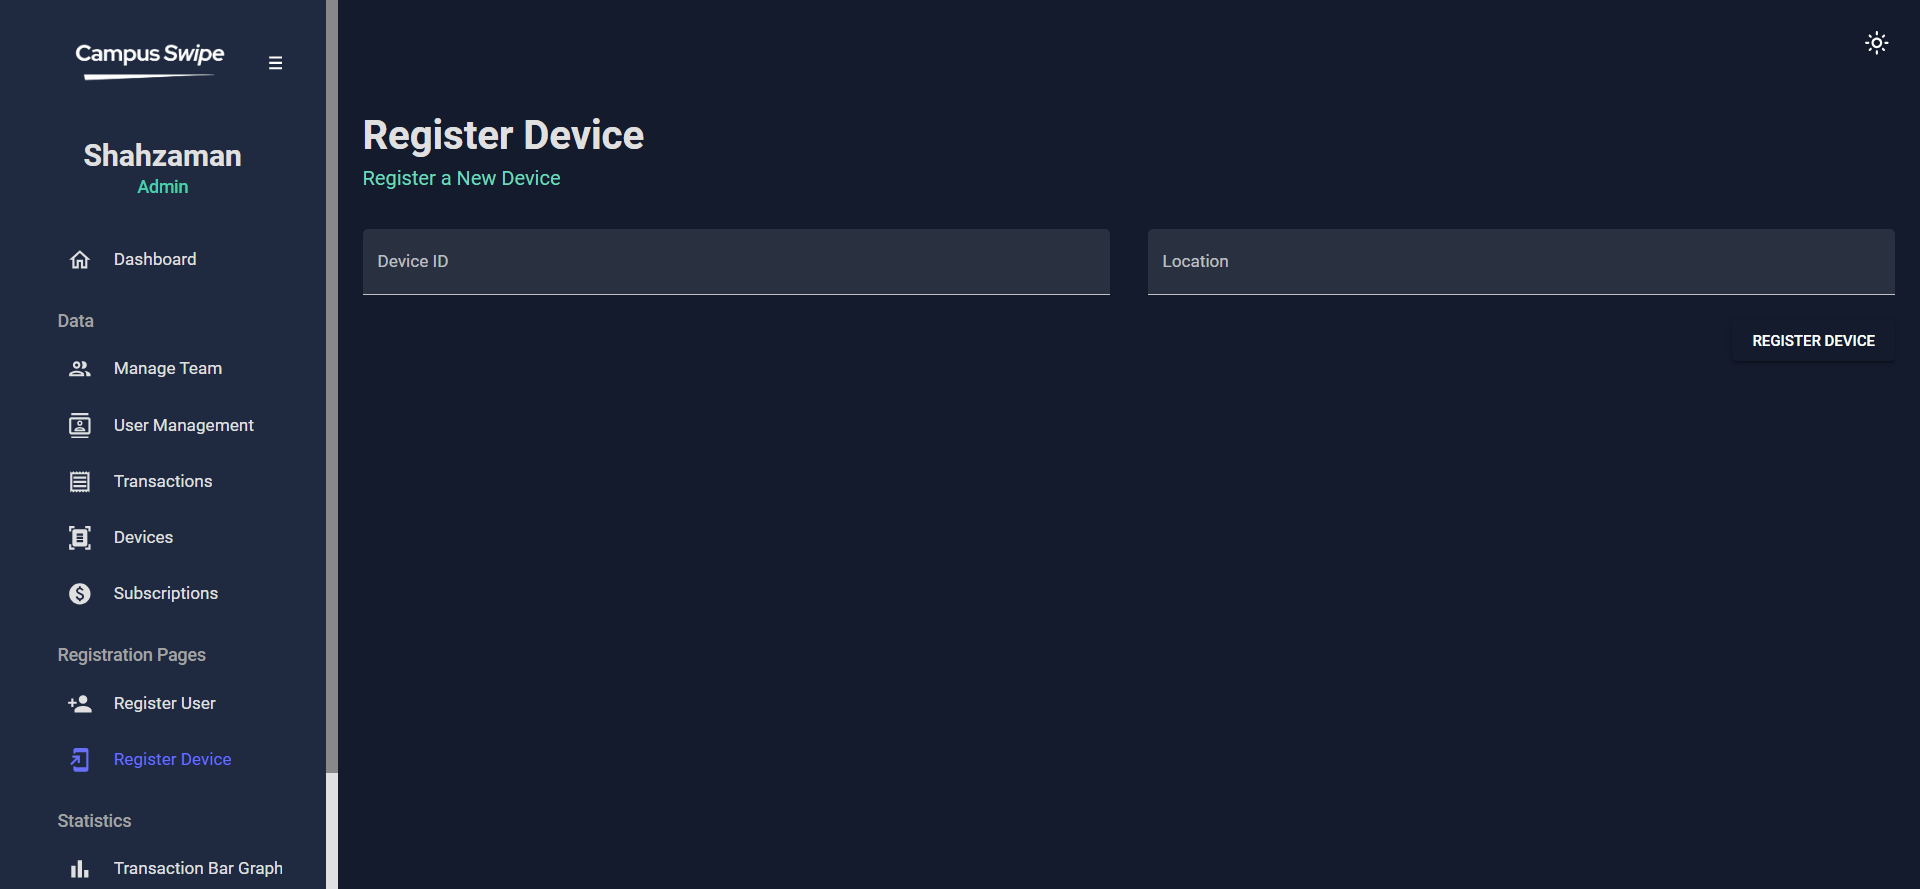 Campus Swipe
Shahzaman
Admin
Dashboard
Data
Manage Team
User Management
Transactions
Devices
Subscriptions
Registration Pages
Register User
Register Device
Statistics
Transaction Bar Graph
Register Device
Register a New Device
Device ID
Location
REGISTER DEVICE